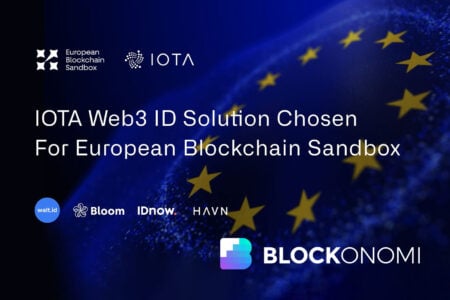 European
Blockchain
Sandbox
IOTA
IOTA Web3 ID Solution Chosen
For European Blockchain Sandbox
walt.id
Bloom
IDnow.
HAVN
BLOCKONOMI